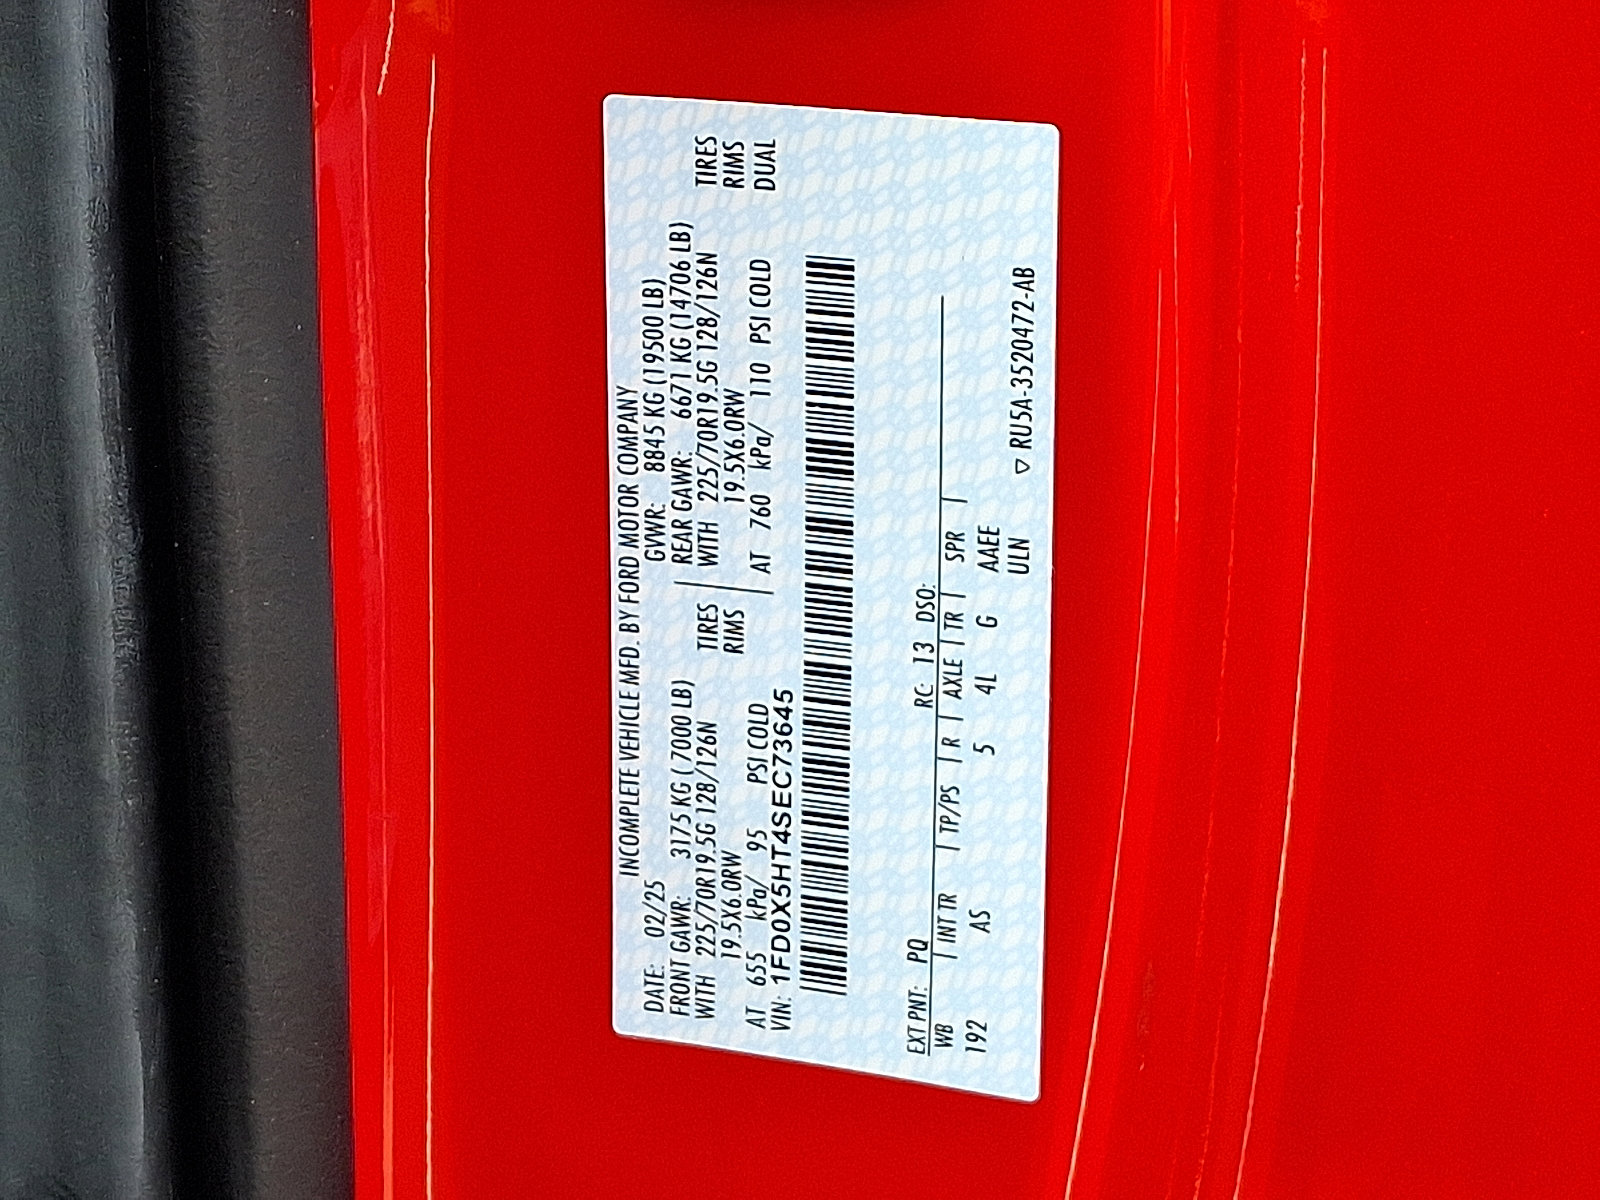 INCOMPLETE VEHICLE MFD. BY FORD MOTOR COMPANY
DATE: 02/25 GVWR: 8845 KG (19500 LB)
FRONT GAWR: 3175 KG (7000 LB) REAR GAWR: 6671 KG (14706 LB)
WITH 225/70R19.5G 128/126N TIRES WITH 225/70R19.5G 128/126N TIRES
19.5X6.0RW RIMS 19.5X6.0RW RIMS
AT 655 kPa/ 95 PSI COLD AT 760 kPa/ 110 PSI COLD DUAL
VIN: 1FD0X5HT4SEC73645
EXT PNT: PQ RC: 13 DSO:
WB | INT TR | TP/PS | R | AXLE | TR | SPR |
192 AS 5 4L G AAEE
ULN
▽ RU5A-3520472-AB